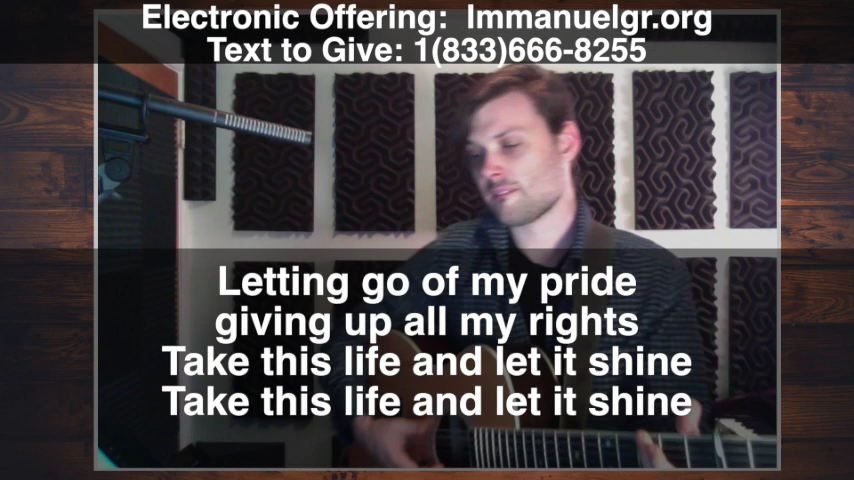 Electronic Offering: Immanuelgr.org
Text to Give: 1(833)666-8255
Letting go of my pride
giving up all my rights
Take this life and let it shine
Take this life and let it shine